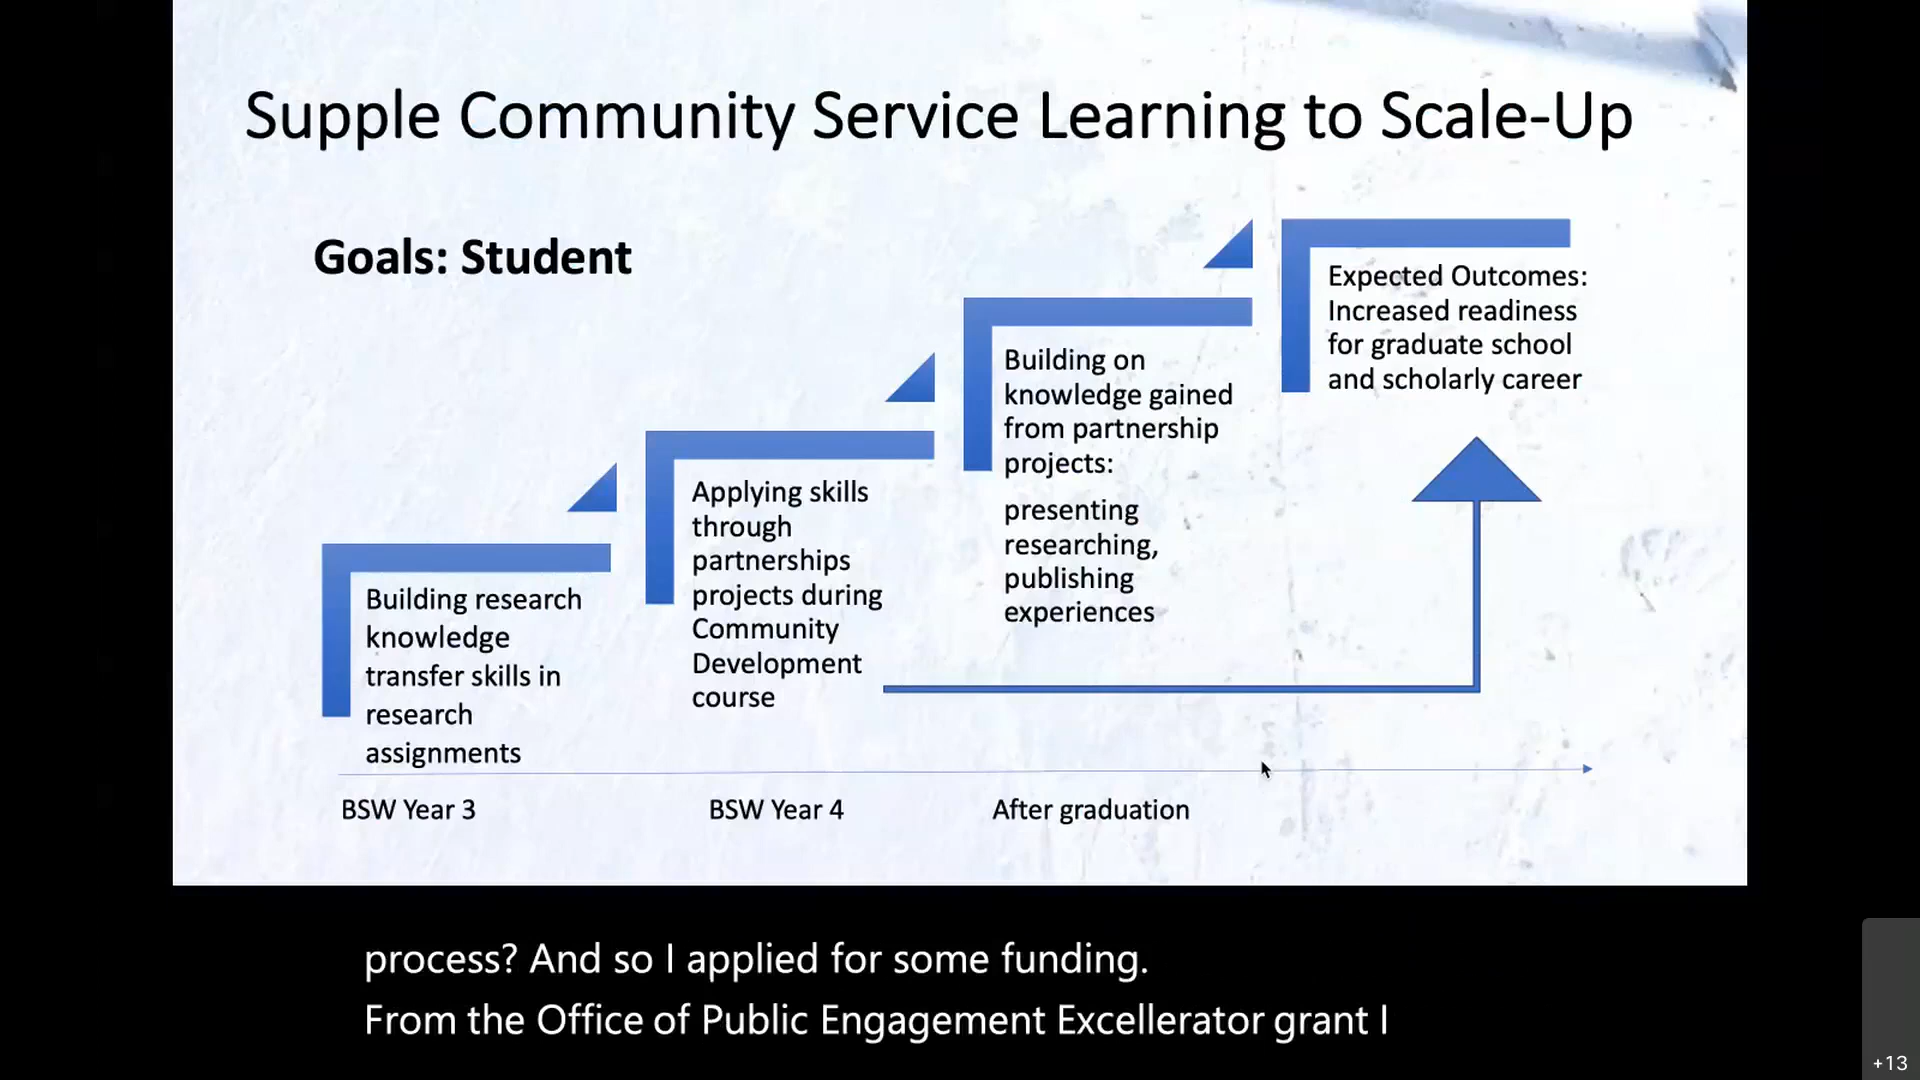 Supple Community Service Learning to Scale-Up
Goals: Student
Building research
knowledge
transfer skills in
research
assignments
Applying skills
through
partnerships
projects during
Community
Development
course
Building on
knowledge gained
from partnership
projects:
presenting
researching,
publishing
experiences
Expected Outcomes:
Increased readiness
for graduate school
and scholarly career
BSW Year 3
BSW Year 4
After graduation
process? And so I applied for some funding.
From the Office of Public Engagement Excellerator grant I
+13